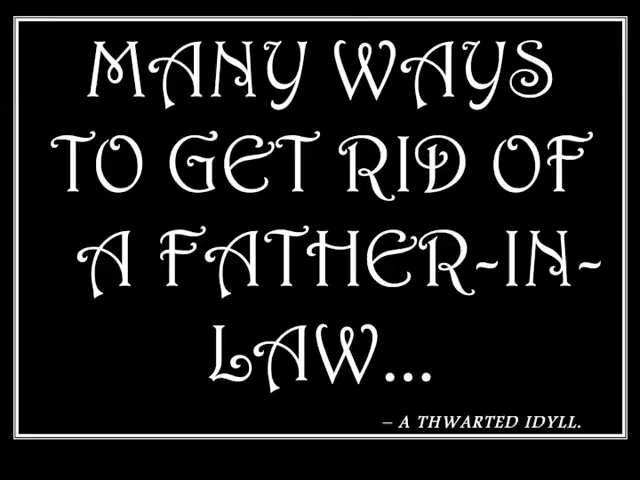 MANY WAYS
TO GET RID OF
A FATHER-IN-
LAW...
– A THWARTED IDYLL.